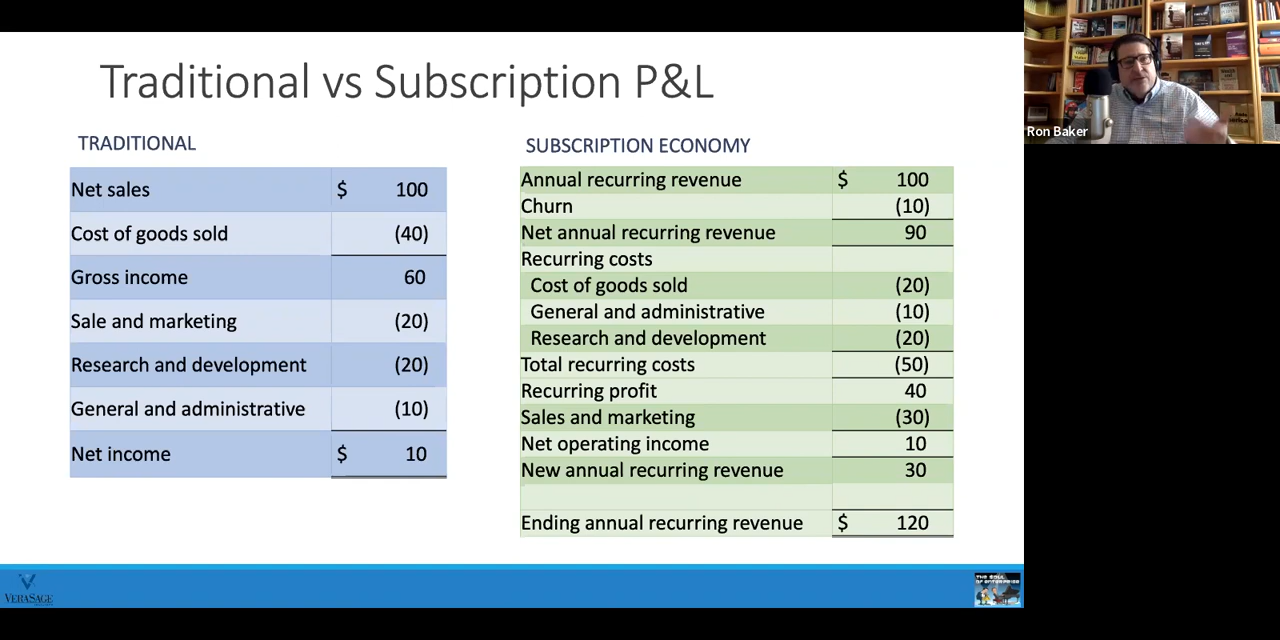 Traditional vs Subscription P&L
TRADITIONAL
Net sales $ 100
Cost of goods sold (40)
Gross income 60
Sale and marketing (20)
Research and development (20)
General and administrative (10)
Net income $ 10
SUBSCRIPTION ECONOMY
Annual recurring revenue $ 100
Churn (10)
Net annual recurring revenue 90
Recurring costs
Cost of goods sold (20)
General and administrative (10)
Research and development (20)
Total recurring costs (50)
Recurring profit 40
Sales and marketing (30)
Net operating income 10
New annual recurring revenue 30
Ending annual recurring revenue $ 120
Ron Baker
VERASAGE
THE SOUL OF ENTERPRISE